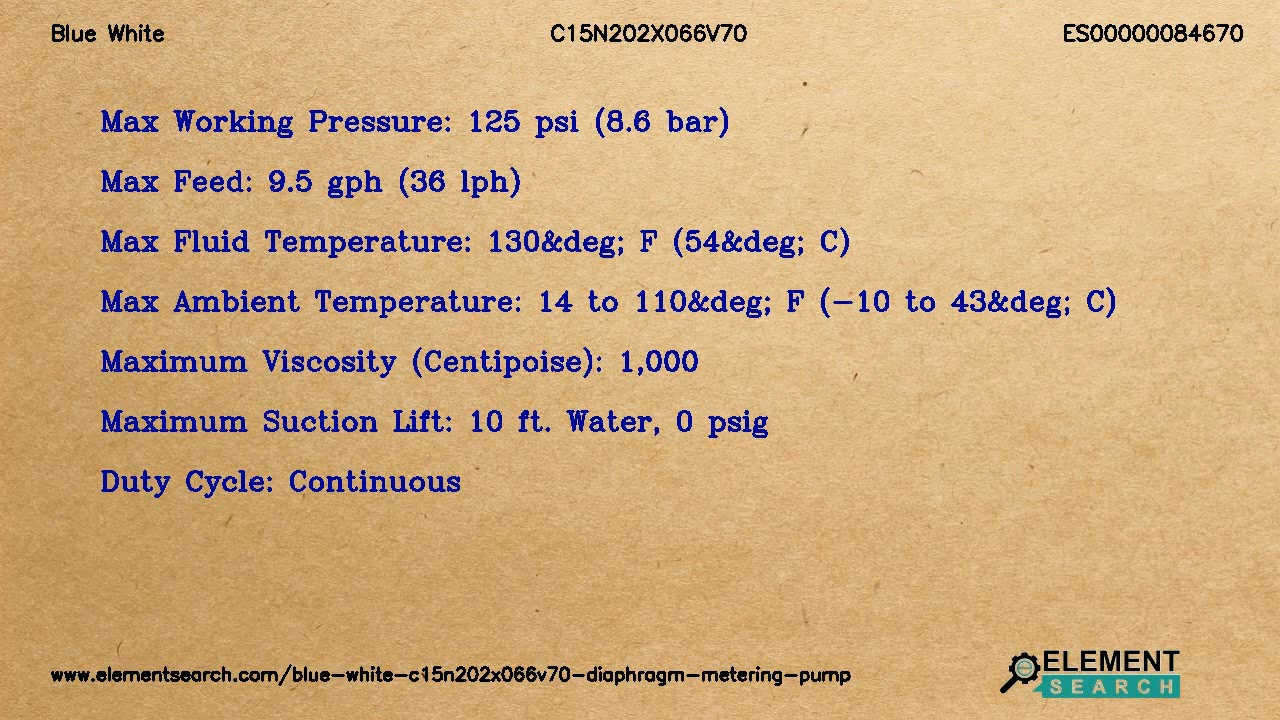 Blue White C15N202X066V70 ES00000084670
Max Working Pressure: 125 psi (8.6 bar)
Max Feed: 9.5 gph (36 lph)
Max Fluid Temperature: 130&deg; F (54&deg; C)
Max Ambient Temperature: 14 to 110&deg; F (-10 to 43&deg; C)
Maximum Viscosity (Centipoise): 1,000
Maximum Suction Lift: 10 ft. Water, 0 psig
Duty Cycle: Continuous
www.elementsearch.com/blue-white-c15n202x066v70-diaphragm-metering-pump
ELEMENT
SEARCH